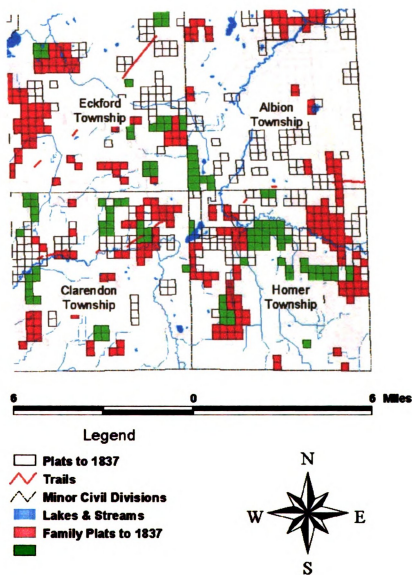 Eckford
Township
Albion
Township
Clarendon
Township
Homer
Township
6 0 6 Miles
Legend
Plats to 1837
Trails
Minor Civil Divisions
Lakes & Streams
Family Plats to 1837
N
W E
S